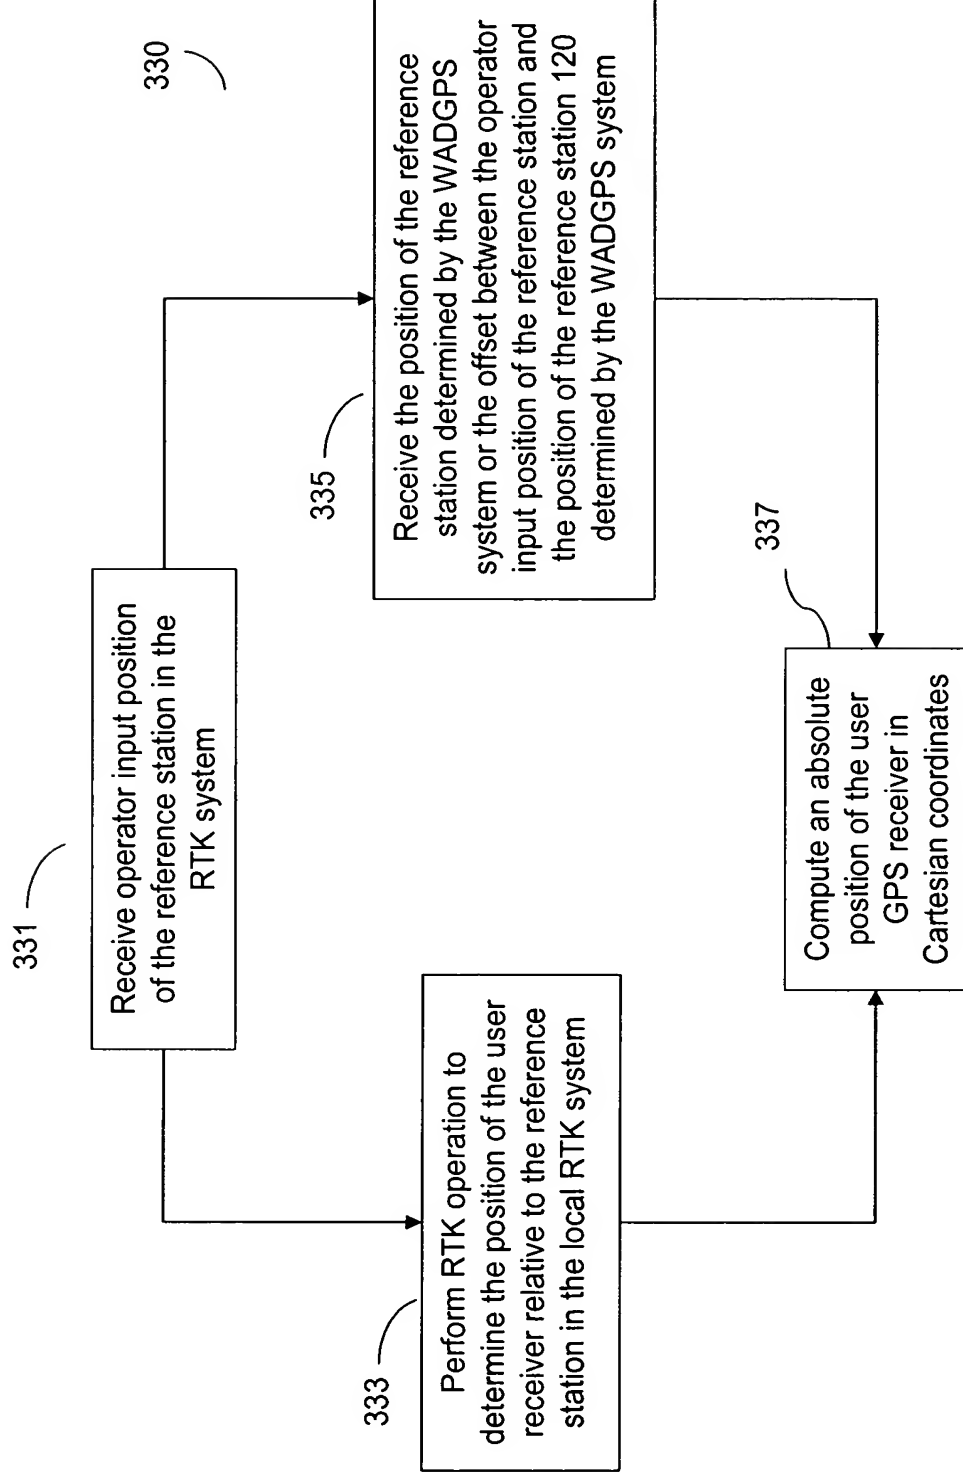 330
331
Receive operator input position
of the reference station in the
RTK system
333
Perform RTK operation to
determine the position of the user
receiver relative to the reference
station in the local RTK system
335
Receive the position of the reference
station determined by the WADGPS
system or the offset between the operator
input position of the reference station and
the position of the reference station 120
determined by the WADGPS system
337
Compute an absolute
position of the user
GPS receiver in
Cartesian coordinates